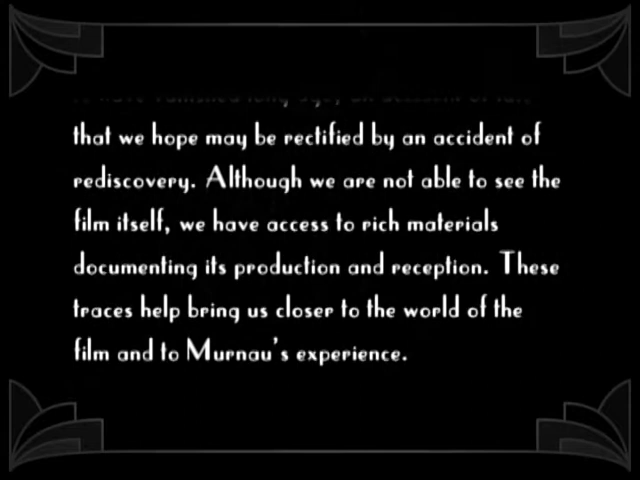 that we hope may be rectified by an accident of
rediscovery. Although we are not able to see the
film itself, we have access to rich materials
documenting its production and reception. These
traces help bring us closer to the world of the
film and to Murnau's experience.